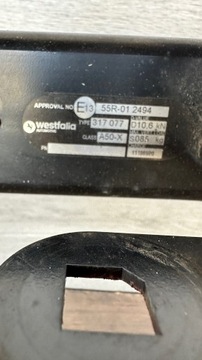 APPROVAL NO E13 55R-01 2494
westfalia TYPE 317 077 D10,6 kN
CLASS A50-X S085 kg